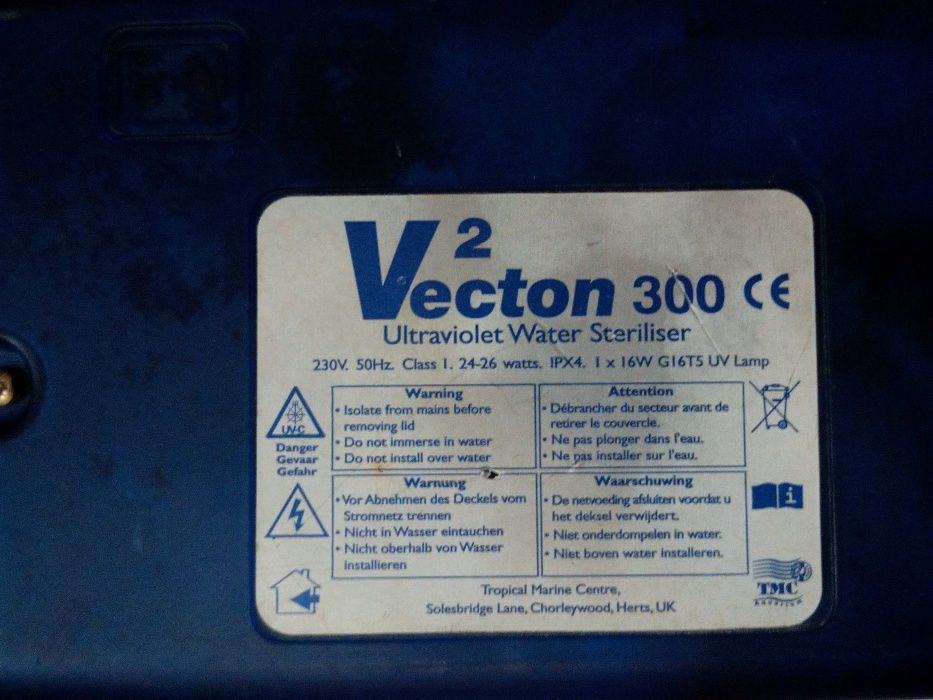 V² Vecton 300 CE
Ultraviolet Water Steriliser
230V. 50Hz. Class 1. 24-26 watts. IPX4. 1 x 16W G16T5 UV Lamp
UV-C
Danger
Gevaar
Gefahr
Warning
• Isolate from mains before
removing lid
• Do not immerse in water
• Do not install over water
Attention
• Débrancher du secteur avant de
retirer le couvercle.
• Ne pas plonger dans l'eau.
• Ne pas installer sur l'eau.
Warnung
• Vor Abnehmen des Deckels vom
Stromnetz trennen
• Nicht in Wasser eintauchen
• Nicht oberhalb von Wasser
installieren
Waarschuwing
• De netvoeding afsluiten voordat u
het deksel verwijdert.
• Niet onderdompelen in water.
• Niet boven water installeren.
i
Tropical Marine Centre,
Solesbridge Lane, Chorleywood, Herts, UK
TMC
Aquarium